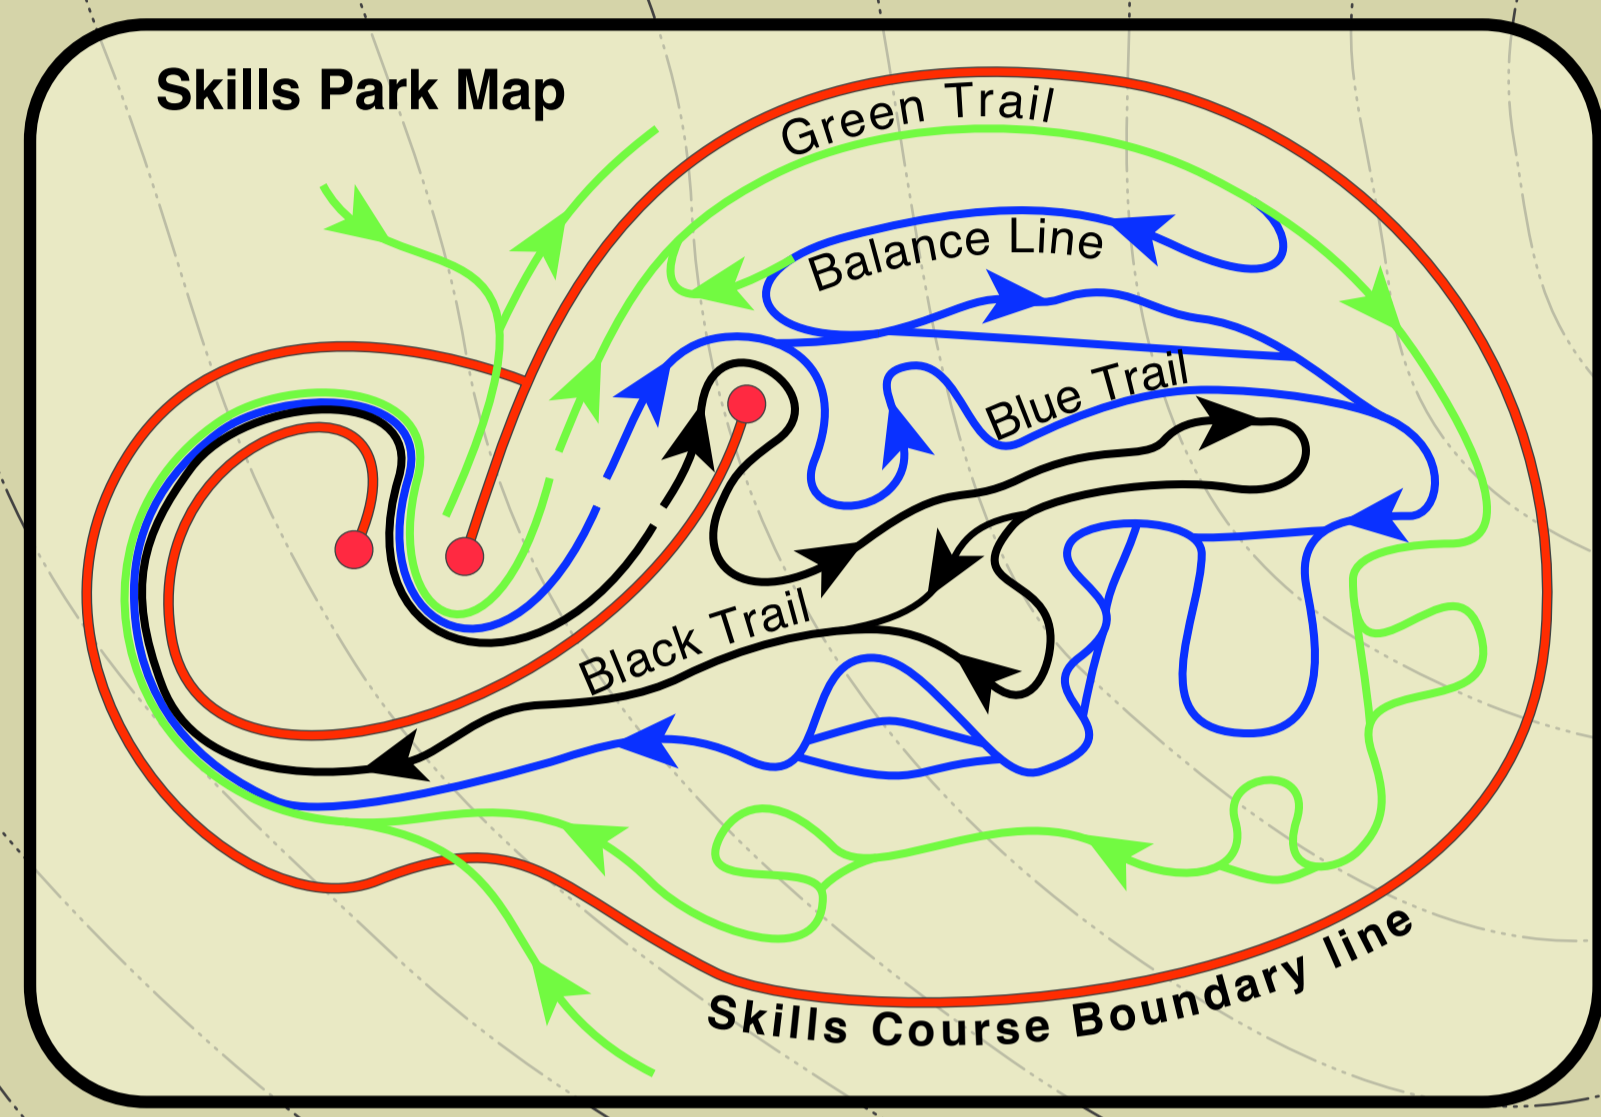 Skills Park Map
Green Trail
Balance Line
Blue Trail
Black Trail
Skills Course Boundary line